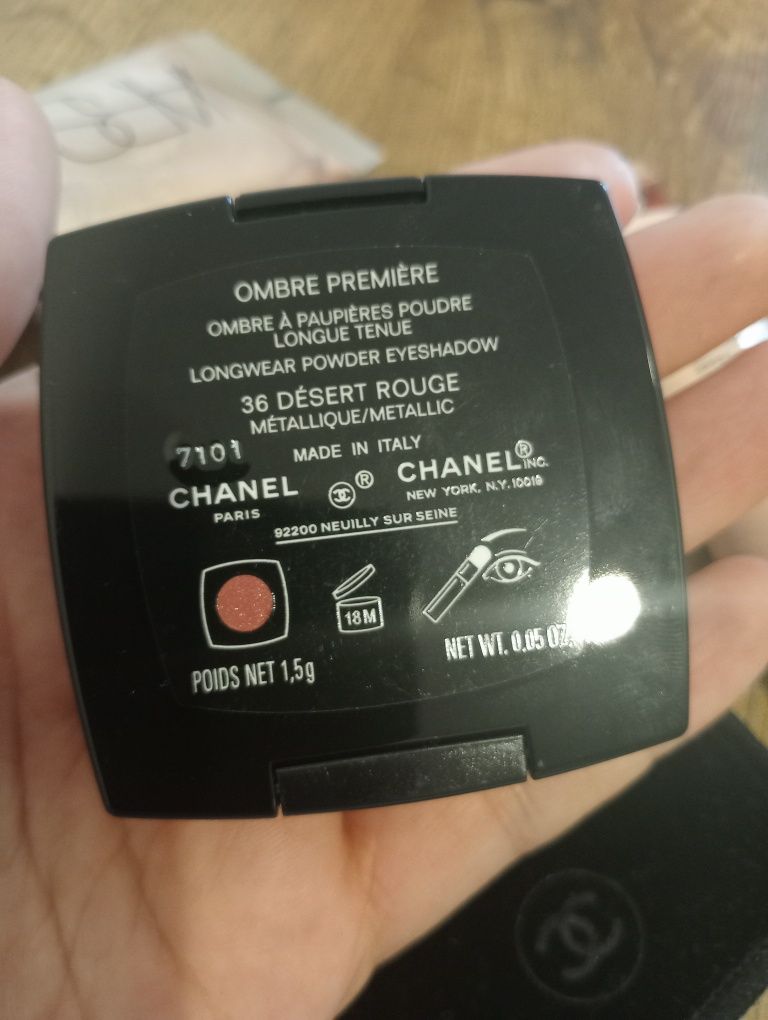 OMBRE PREMIÈRE
OMBRE À PAUPIÈRES POUDRE
LONGUE TENUE
LONGWEAR POWDER EYESHADOW
36 DÉSERT ROUGE
MÉTALLIQUE/METALLIC
7101 MADE IN ITALY
CHANEL ® CHANEL® INC.
PARIS NEW YORK, N.Y. 10019
92200 NEUILLY SUR SEINE
18M
POIDS NET 1,5g NET WT. 0.05 OZ.